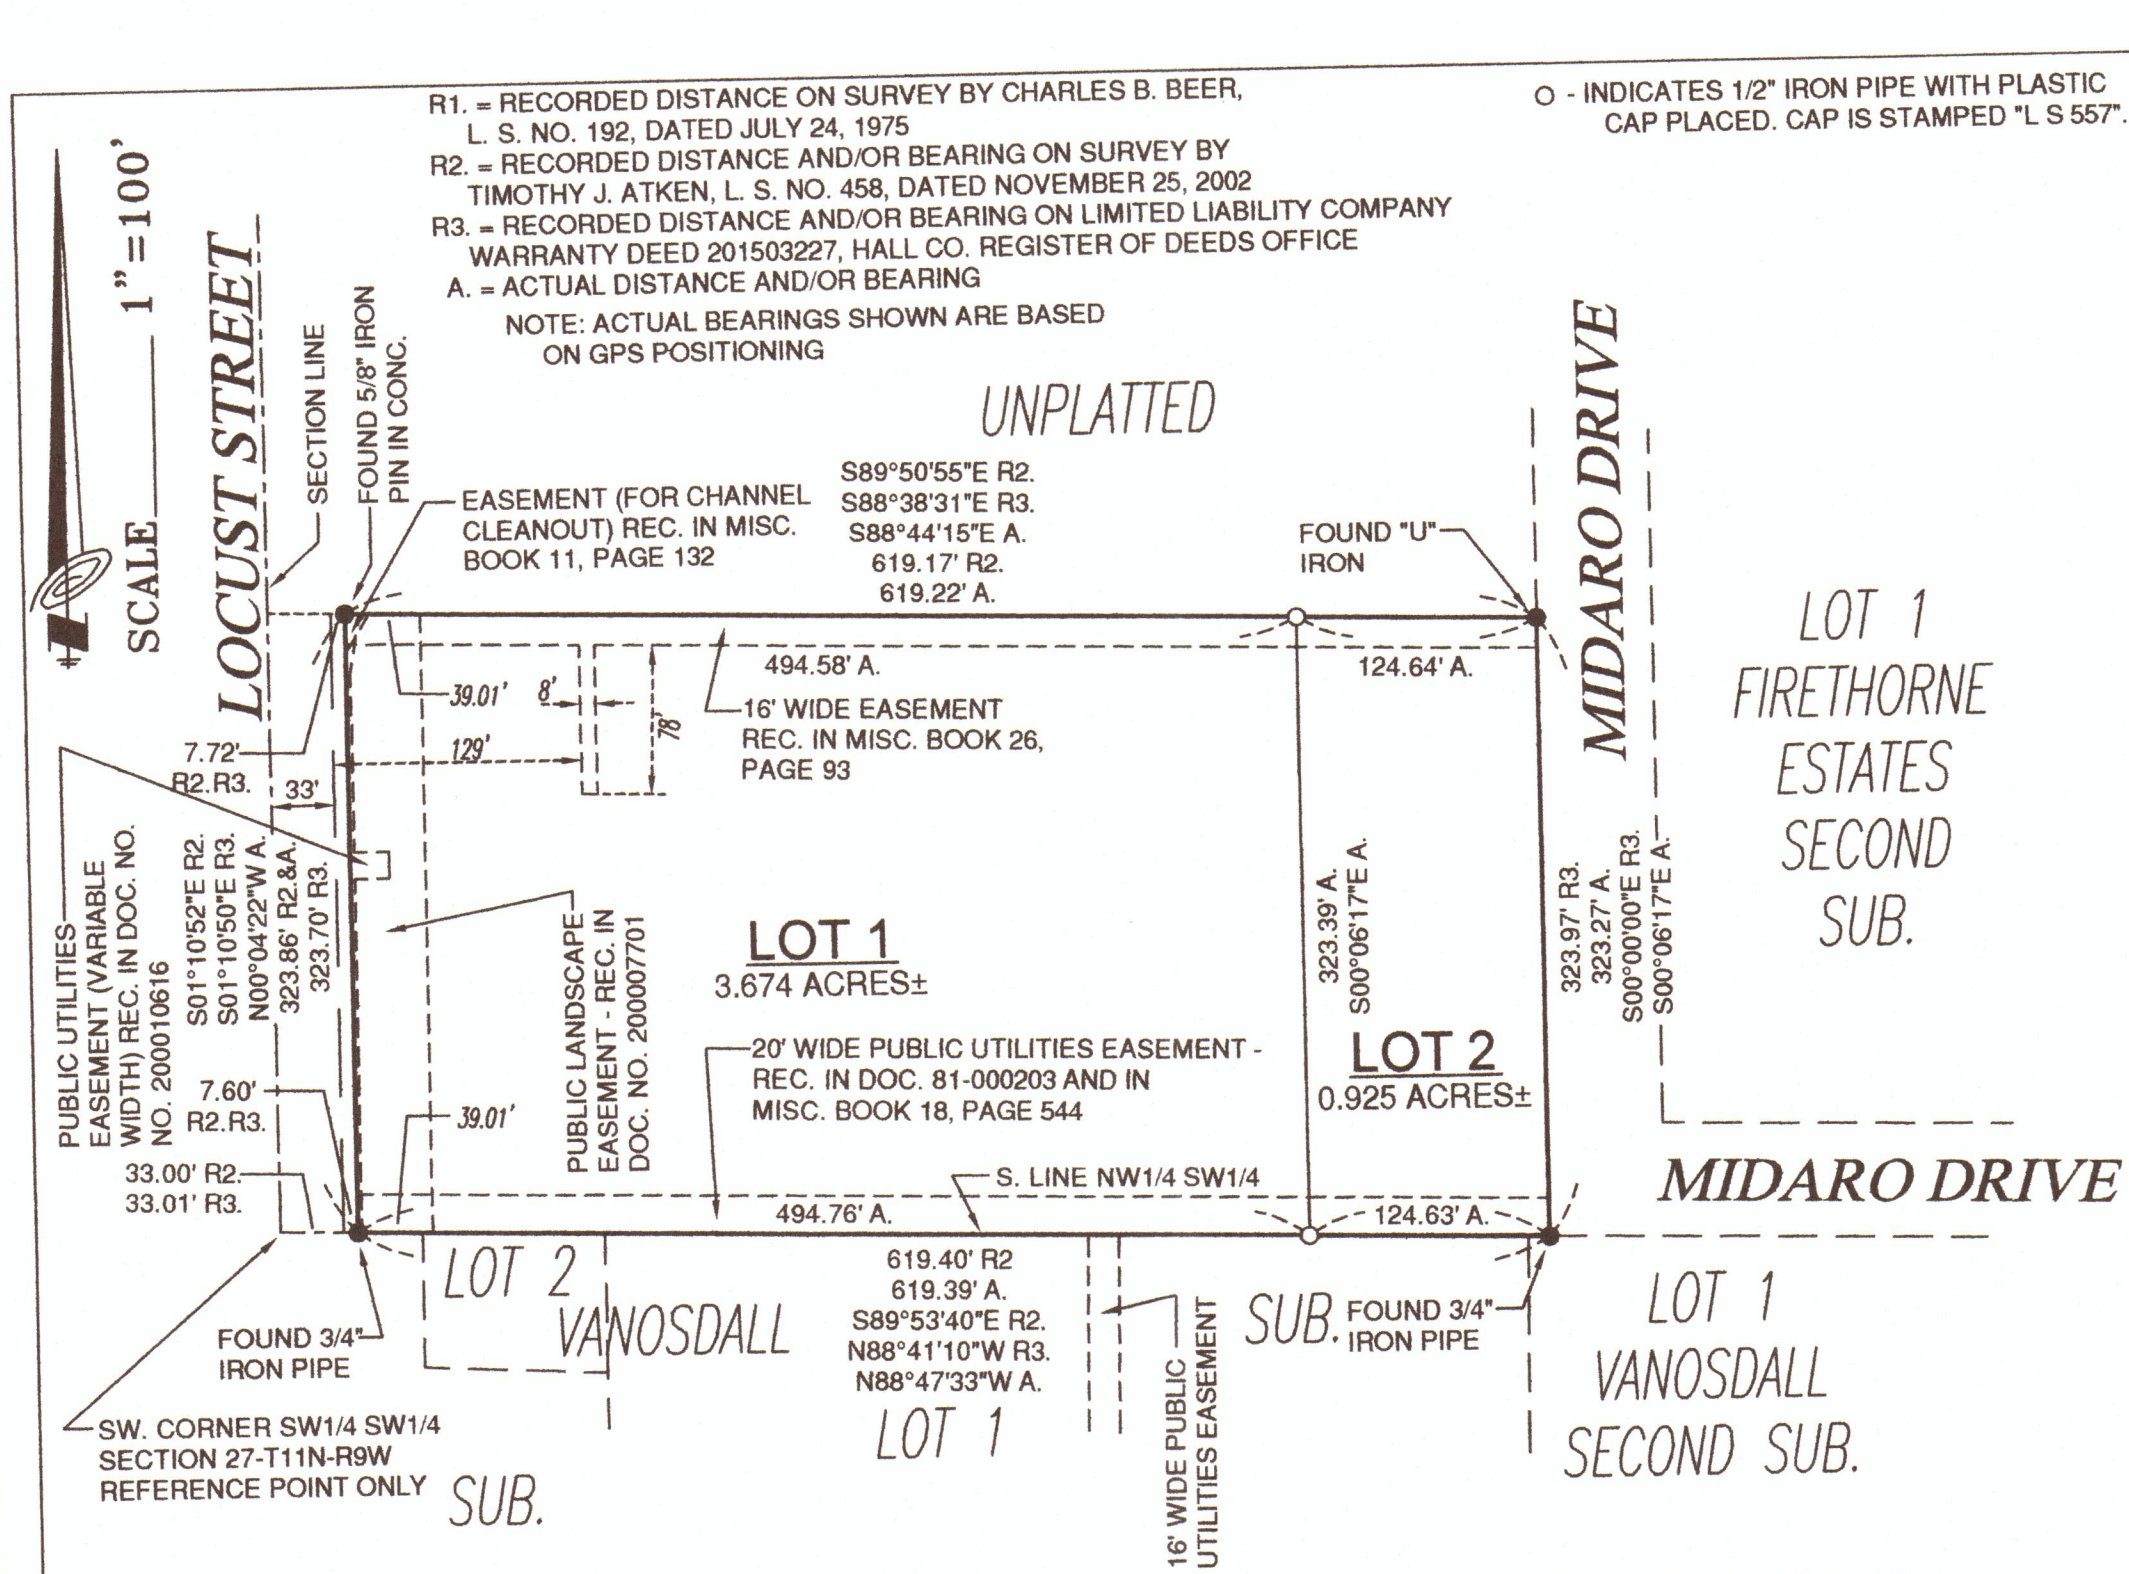 R1. = RECORDED DISTANCE ON SURVEY BY CHARLES B. BEER,
L. S. NO. 192, DATED JULY 24, 1975
R2. = RECORDED DISTANCE AND/OR BEARING ON SURVEY BY
TIMOTHY J. ATKEN, L. S. NO. 458, DATED NOVEMBER 25, 2002
R3. = RECORDED DISTANCE AND/OR BEARING ON LIMITED LIABILITY COMPANY
WARRANTY DEED 201503227, HALL CO. REGISTER OF DEEDS OFFICE
A. = ACTUAL DISTANCE AND/OR BEARING
NOTE: ACTUAL BEARINGS SHOWN ARE BASED
ON GPS POSITIONING
O - INDICATES 1/2" IRON PIPE WITH PLASTIC
CAP PLACED. CAP IS STAMPED "L S 557".
SCALE 1"=100'
LOCUST STREET
SECTION LINE
FOUND 5/8" IRON
PIN IN CONC.
UNPLATTED
MIDARO DRIVE
EASEMENT (FOR CHANNEL
CLEANOUT) REC. IN MISC.
BOOK 11, PAGE 132
S89°50'55"E R2.
S88°38'31"E R3.
S88°44'15"E A.
619.17' R2.
619.22' A.
FOUND "U"
IRON
LOT 1
FIRETHORNE
ESTATES
SECOND
SUB.
494.58' A.
124.64' A.
39.01'
8'
78'
129'
16' WIDE EASEMENT
REC. IN MISC. BOOK 26,
PAGE 93
7.72'
R2.R3.
33'
PUBLIC UTILITIES
EASEMENT (VARIABLE
WIDTH) REC. IN DOC. NO.
NO. 200010616
S01°10'52"E R2.
S01°10'50"E R3.
N00°04'22"W A.
323.86' R2.&A.
323.70' R3.
PUBLIC LANDSCAPE
EASEMENT - REC. IN
DOC. NO. 200007701
LOT 1
3.674 ACRES±
323.39' A.
S00°06'17"E A.
323.97' R3.
323.27' A.
S00°00'00"E R3.
S00°06'17"E A.
LOT 2
0.925 ACRES±
20' WIDE PUBLIC UTILITIES EASEMENT -
REC. IN DOC. 81-000203 AND IN
MISC. BOOK 18, PAGE 544
7.60'
R2.R3.
39.01'
33.00' R2.
33.01' R3.
S. LINE NW1/4 SW1/4
MIDARO DRIVE
494.76' A.
124.63' A.
LOT 2
VANOSDALL
SUB.
619.40' R2
619.39' A.
S89°53'40"E R2.
N88°41'10"W R3.
N88°47'33"W A.
LOT 1
16' WIDE PUBLIC
UTILITIES EASEMENT
FOUND 3/4"
IRON PIPE
LOT 1
VANOSDALL
SECOND SUB.
FOUND 3/4"
IRON PIPE
SW. CORNER SW1/4 SW1/4
SECTION 27-T11N-R9W
REFERENCE POINT ONLY
SUB.